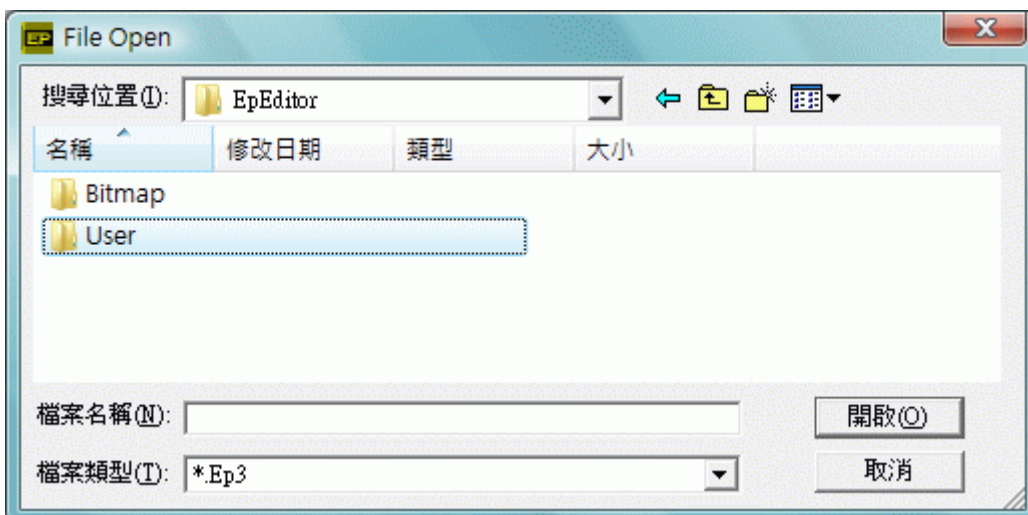 EP File Open
搜尋位置(I): EpEditor
名稱 修改日期 類型 大小
Bitmap
User
檔案名稱(N): 開啟(O)
檔案類型(T): *.Ep3 取消